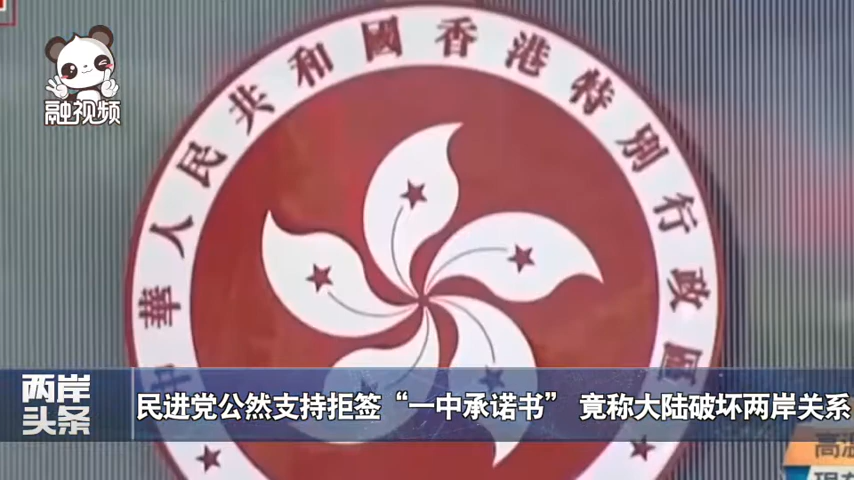 融视频
中華人民共和國香港特別行政區
两岸
头条
民进党公然支持拒签“一中承诺书” 竟称大陆破坏两岸关系
高温